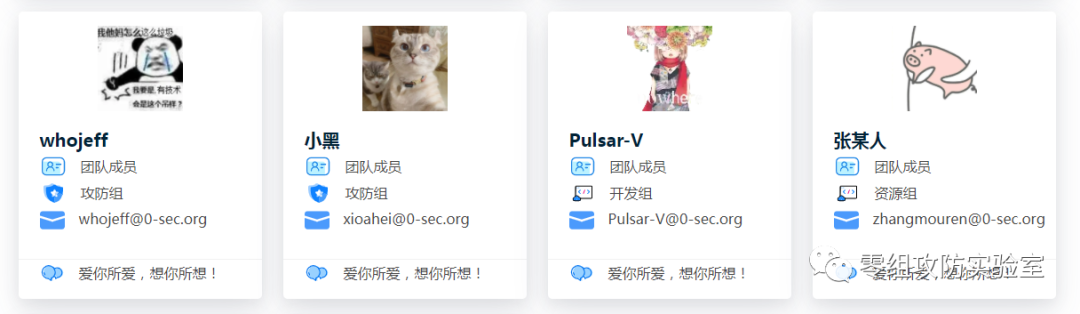 我他妈怎么这么垃圾
我要是有技术
会是这个吊样?
whojeff
团队成员
攻防组
whojeff@0-sec.org
爱你所爱，想你所想！
小黑
团队成员
攻防组
xioahei@0-sec.org
爱你所爱，想你所想！
whe
Pulsar-V
团队成员
开发组
Pulsar-V@0-sec.org
爱你所爱，想你所想！
张某人
团队成员
资源组
zhangmouren@0-sec.org
爱你所爱，想你所想！
零组攻防实验室